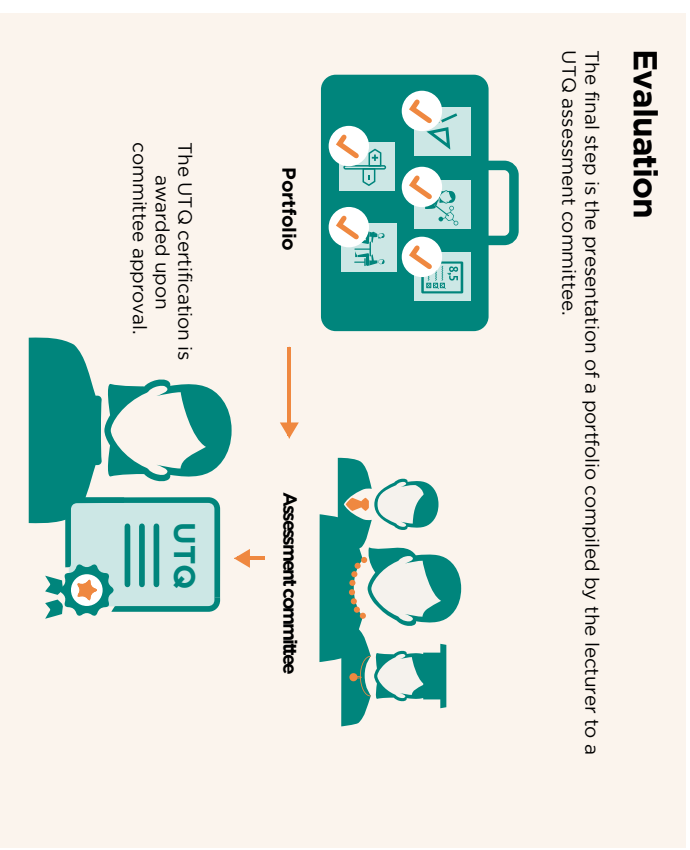 Evaluation
The final step is the presentation of a portfolio compiled by the lecturer to a
UTQ assessment committee.
8,5
+
-
Portfolio
Assessment committee
The UTQ certification is
awarded upon
committee approval.
UTQ